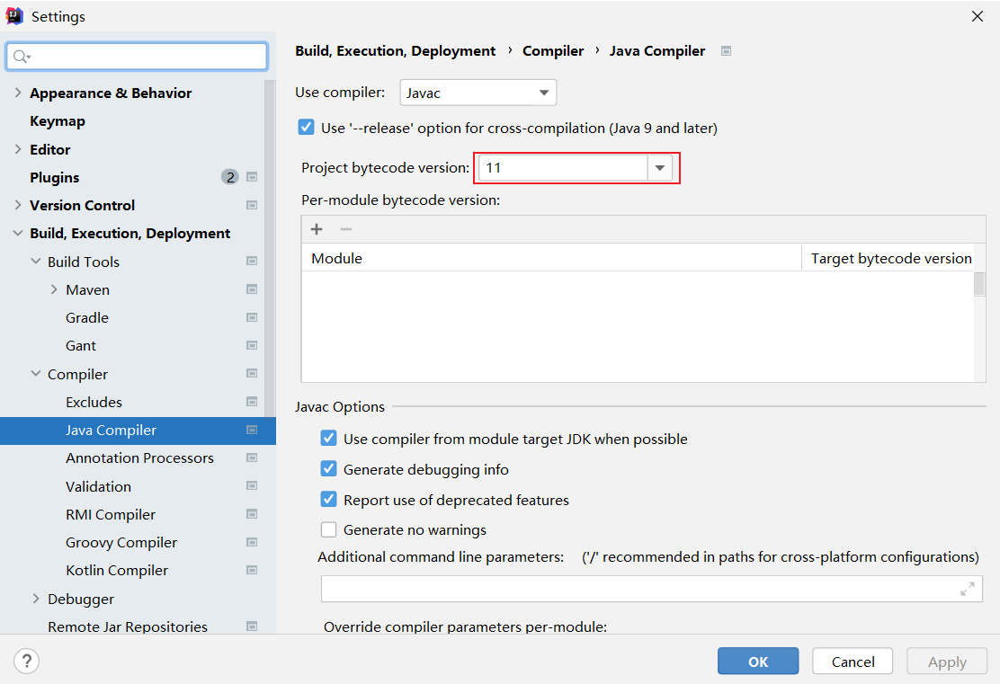 Settings
Appearance & Behavior
Keymap
Editor
Plugins 2
Version Control
Build, Execution, Deployment
Build Tools
Maven
Gradle
Gant
Compiler
Excludes
Java Compiler
Annotation Processors
Validation
RMI Compiler
Groovy Compiler
Kotlin Compiler
Debugger
Remote Jar Repositories
Build, Execution, Deployment › Compiler › Java Compiler
Use compiler: Javac
Use '--release' option for cross-compilation (Java 9 and later)
Project bytecode version: 11
Per-module bytecode version:
Module Target bytecode version
Javac Options
Use compiler from module target JDK when possible
Generate debugging info
Report use of deprecated features
Generate no warnings
Additional command line parameters: ('/' recommended in paths for cross-platform configurations)
Override compiler parameters per-module:
? OK Cancel Apply